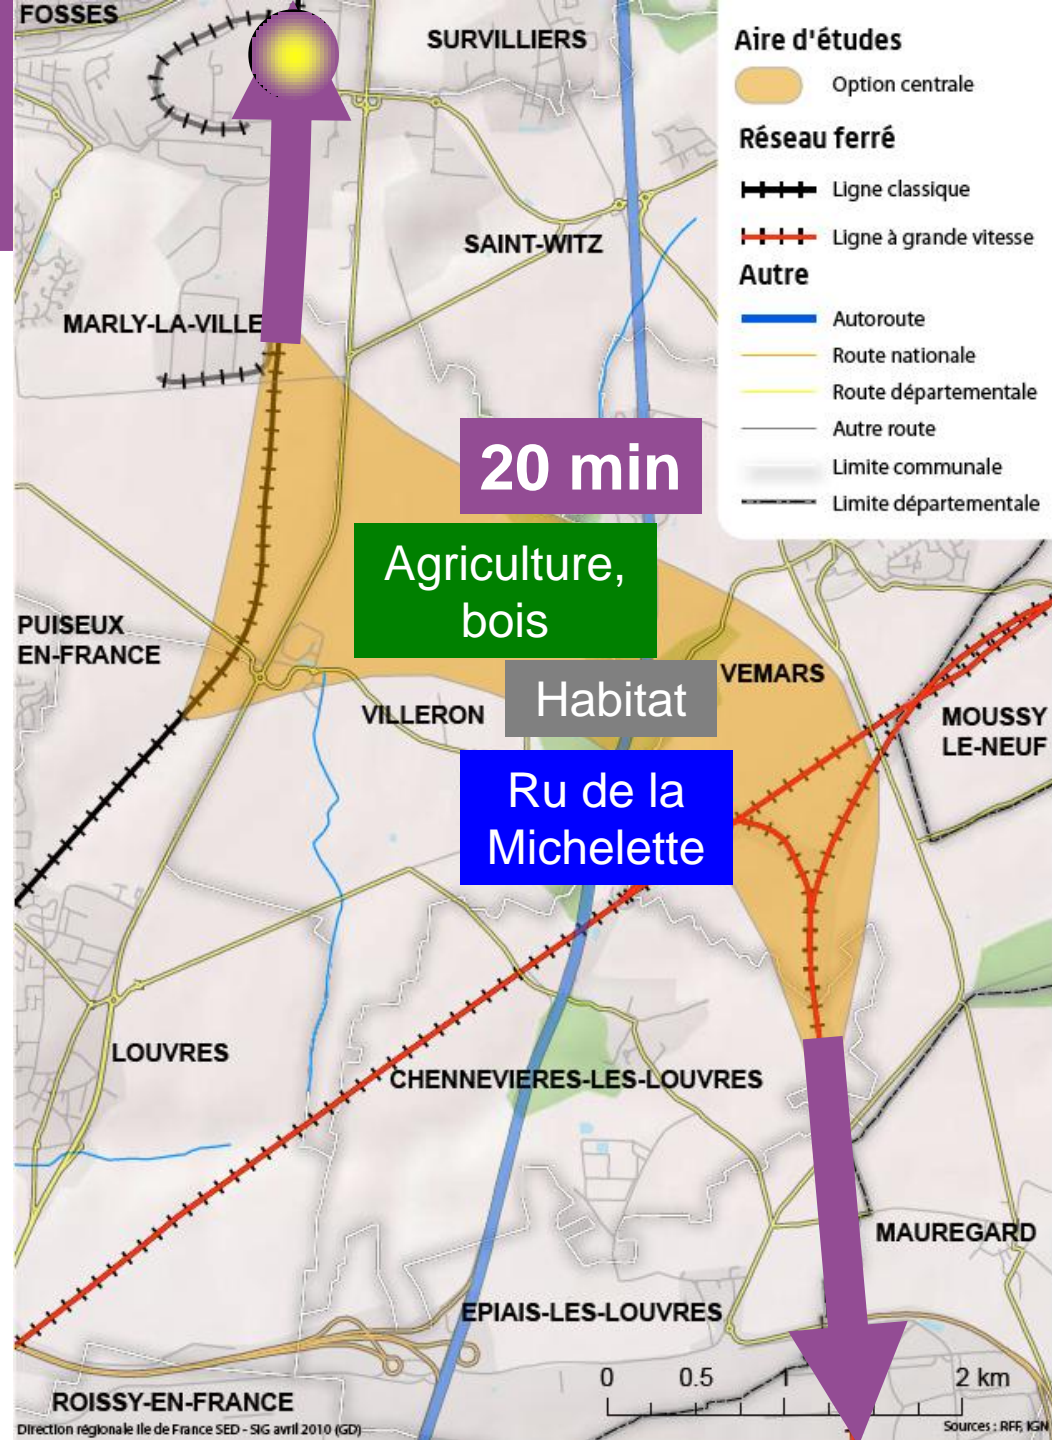 FOSSES
SURVILLIERS
Aire d'études
Option centrale
Réseau ferré
Ligne classique
Ligne à grande vitesse
Autre
Autoroute
Route nationale
Route départementale
Autre route
Limite communale
Limite départementale
SAINT-WITZ
MARLY-LA-VILLE
20 min
Agriculture,
bois
PUISEUX
EN-FRANCE
Habitat
VEMARS
VILLERON
MOUSSY
LE-NEUF
Ru de la
Michelette
LOUVRES
CHENNEVIERES-LES-LOUVRES
MAUREGARD
EPIAIS-LES-LOUVRES
0 0.5 1 2 km
ROISSY-EN-FRANCE
Direction régionale Ile de France SED - SIG avril 2010 (GD)
Sources : RFF, IGN